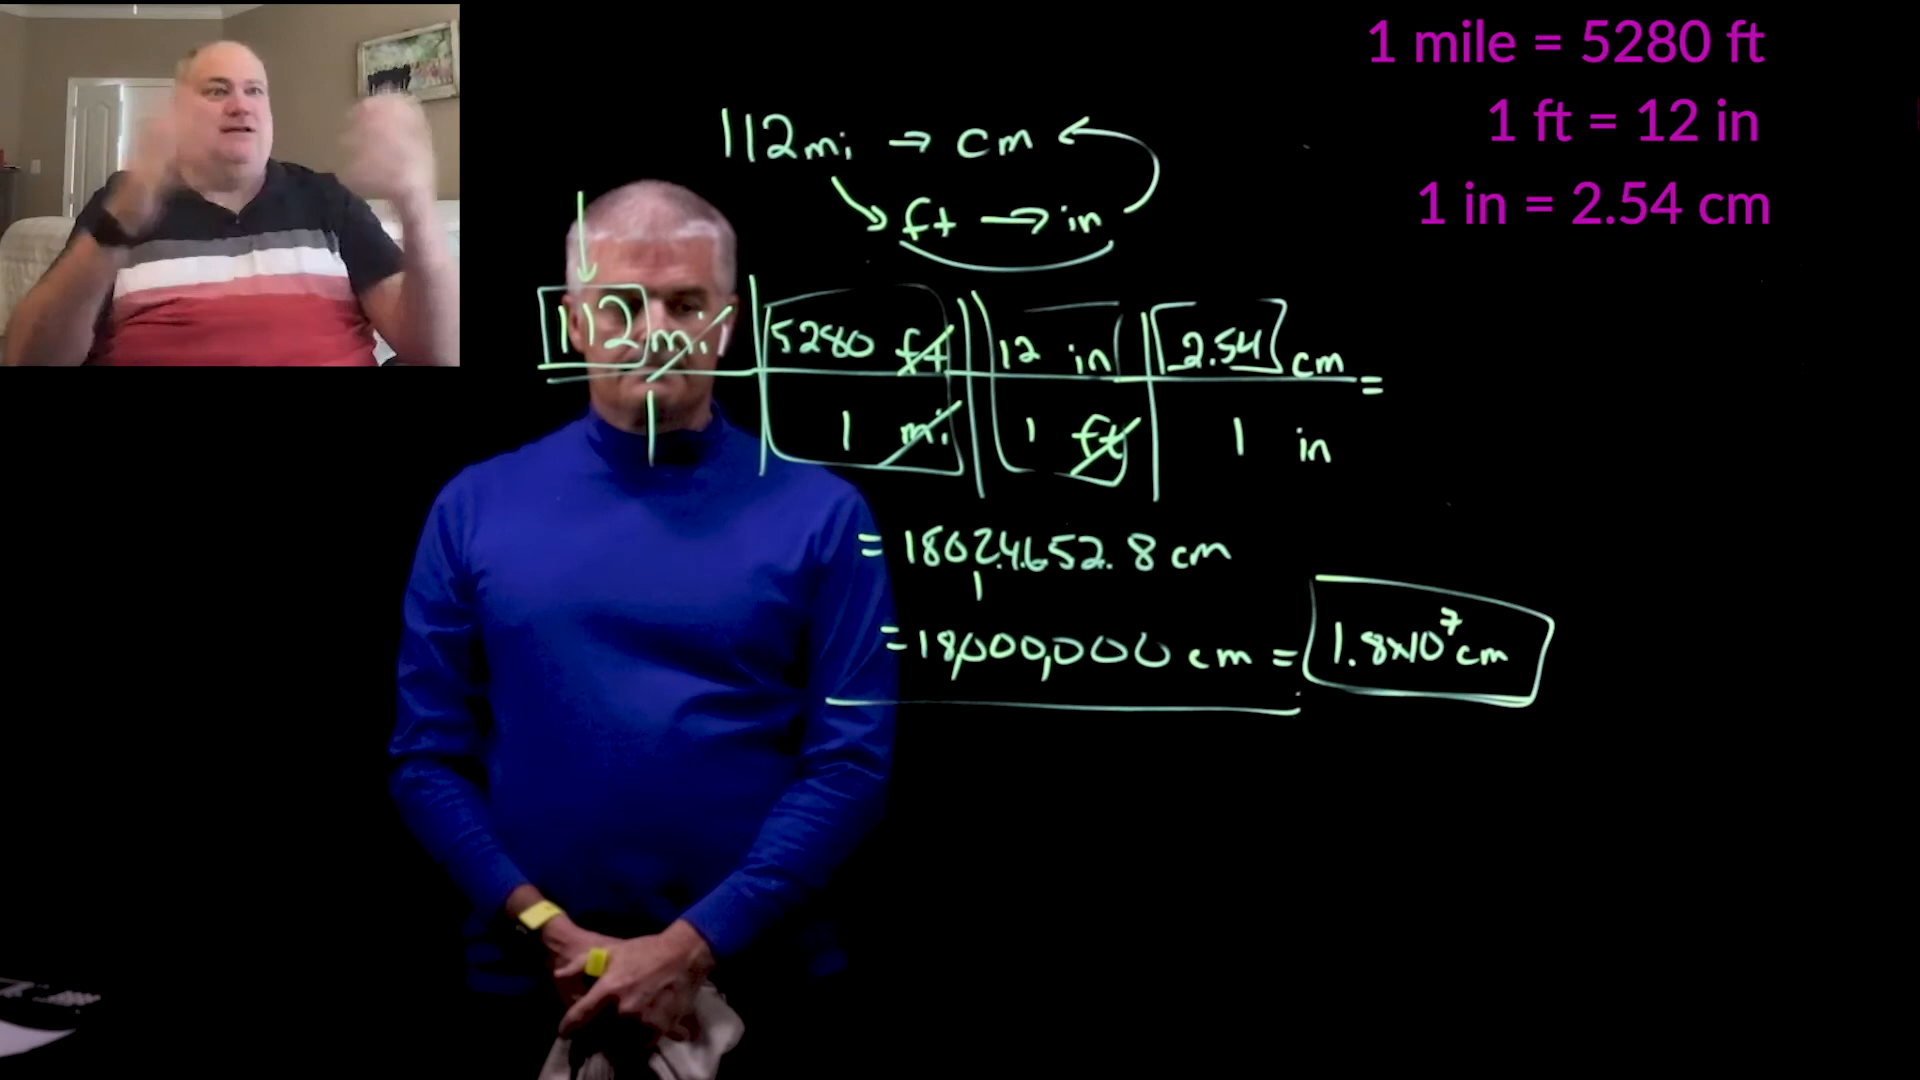 1 mile = 5280 ft
1 ft = 12 in
1 in = 2.54 cm
112mi → cm
ft → in
112 mi | 5280 ft | 12 in | 2.54 cm =
1 | 1 mi | 1 ft | 1 in
= 18024652.8 cm
= 18,000,000 cm = 1.8x10⁷ cm